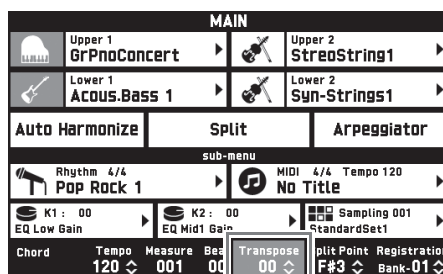 MAIN
Upper 1
GrPnoConcert
Upper 2
StreoString1
Lower 1
Acous.Bass 1
Lower 2
Syn-Strings1
Auto Harmonize
Split
Arpeggiator
sub-menu
Rhythm 4/4
Pop Rock 1
MIDI 4/4 Tempo 120
No Title
K1 : 00
EQ Low Gain
K2 : 00
EQ Mid1 Gain
Sampling 001
StandardSet1
Chord Tempo Measure Bea Transpose plit Point Registratio
120 001 00 00 F#3 Bank-01